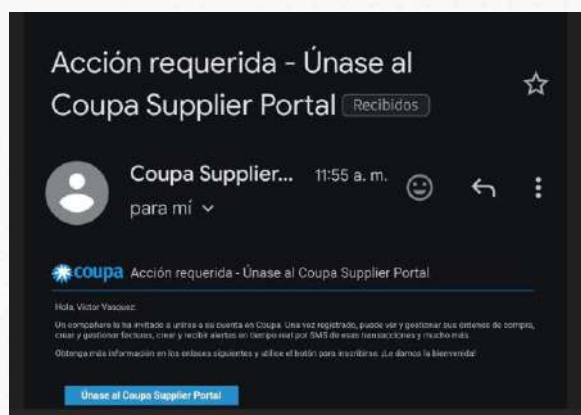 Acción requerida - Únase al
Coupa Supplier Portal Recibidos
Coupa Supplier... 11:55 a. m.
para mí
coupa Acción requerida - Únase al Coupa Supplier Portal
Hola, Victor Vasquez:
Un compañero lo ha invitado a unirse a su cuenta en Coupa. Una vez registrado, puede ver y gestionar sus órdenes de compra,
crear y gestionar facturas, crear y recibir alertas en tiempo real por SMS de esas transacciones y mucho más.
Obtenga más información en los enlaces siguientes y utilice el botón para inscribirse. ¡Le damos la bienvenida!
Únase al Coupa Supplier Portal